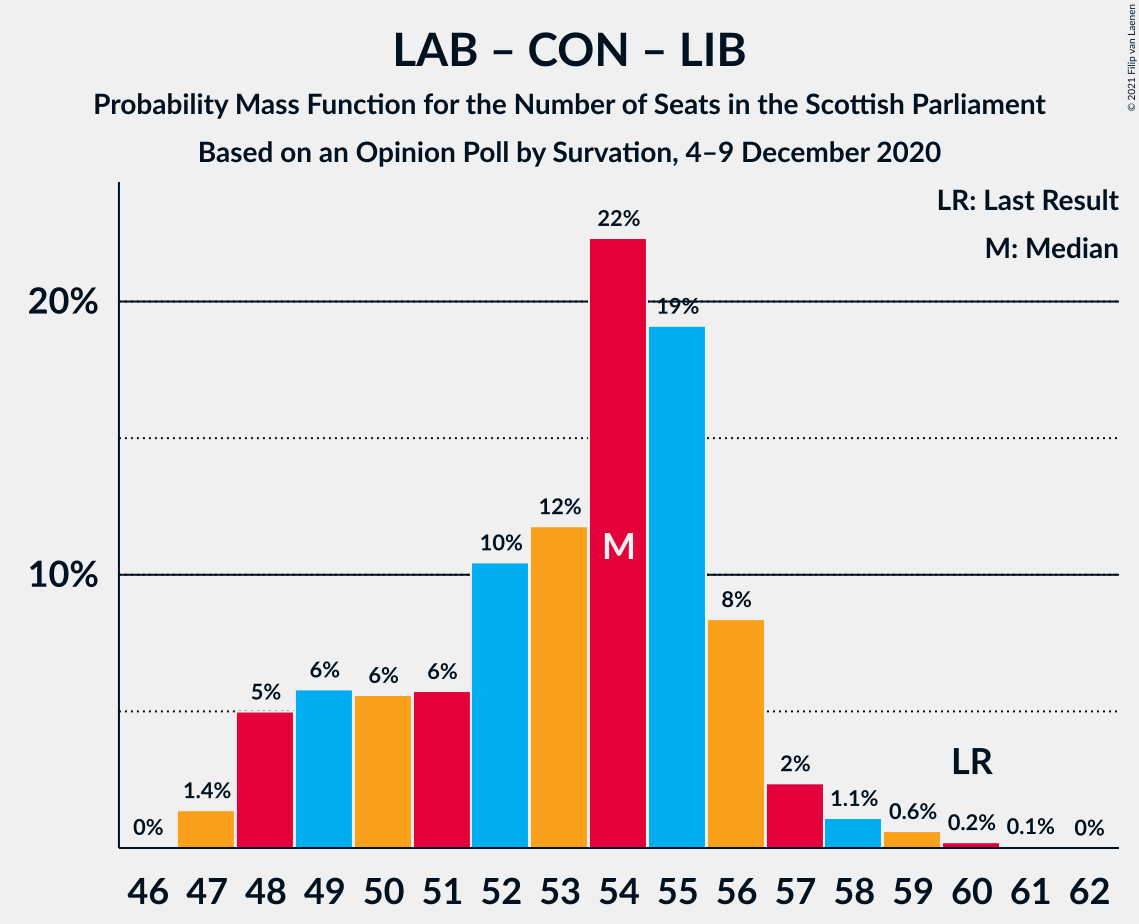 LAB – CON – LIB
Probability Mass Function for the Number of Seats in the Scottish Parliament
Based on an Opinion Poll by Survation, 4–9 December 2020
© 2021 Filip van Laenen
LR: Last Result
M: Median
20%
10%
0%
1.4%
5%
6%
6%
6%
10%
12%
22%
19%
8%
2%
1.1%
0.6%
0.2%
0.1%
0%
M
LR
46 47 48 49 50 51 52 53 54 55 56 57 58 59 60 61 62